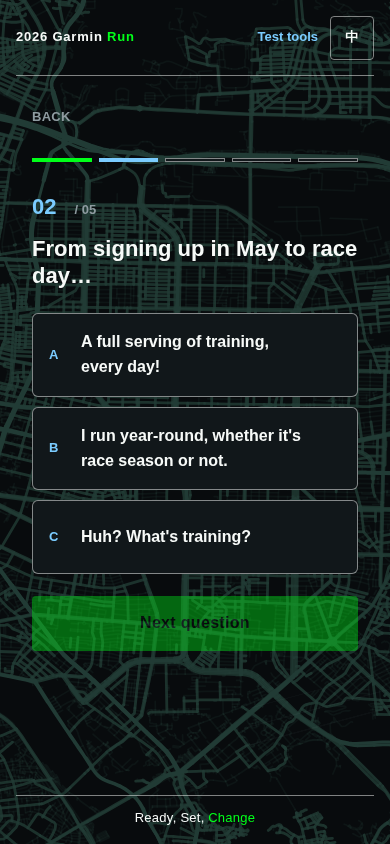 2026 Garmin Run
Test tools
中
BACK
02 / 05
From signing up in May to race
day…
A
A full serving of training,
every day!
B
I run year-round, whether it's
race season or not.
C
Huh? What's training?
Next question
Ready, Set, Change